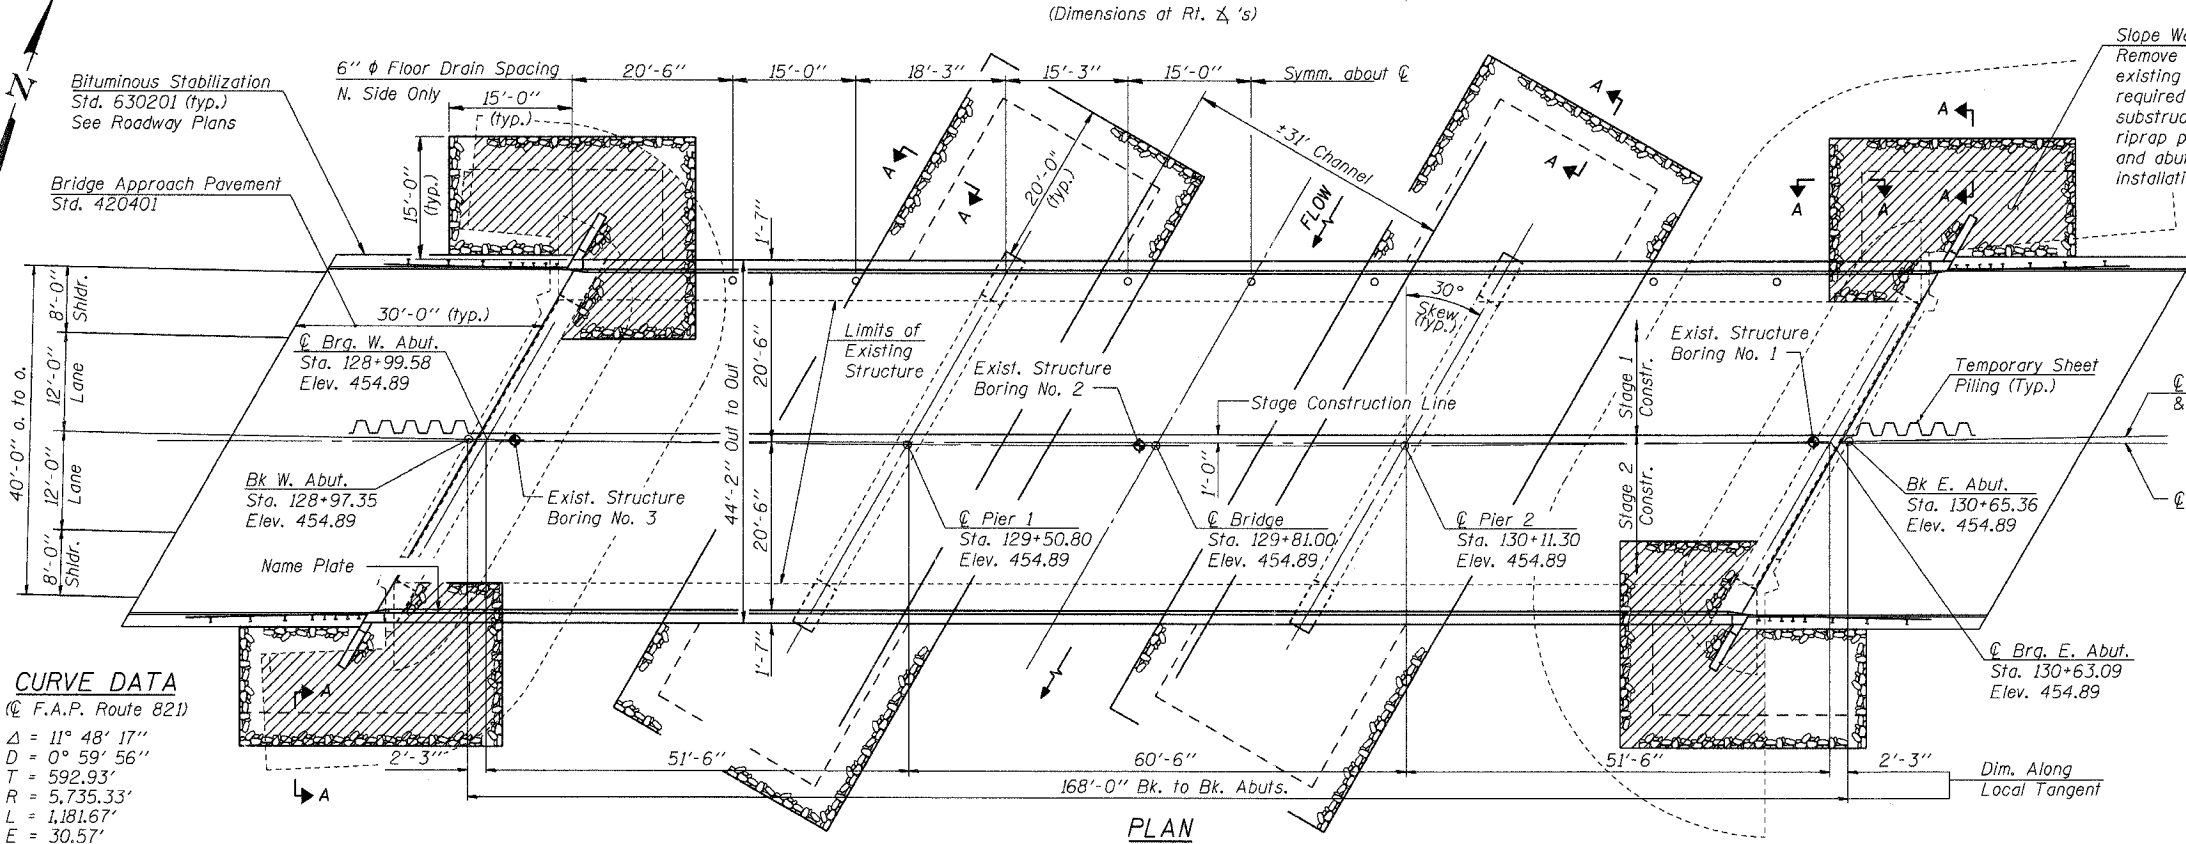 (Dimensions at Rt. ∡'s)
N
Bituminous Stabilization
Std. 630201 (typ.)
See Roadway Plans
6" ϕ Floor Drain Spacing
N. Side Only
20'-6"
15'-0"
18'-3"
15'-3"
15'-0"
Symm. about ℄
15'-0"
(typ.)
15'-0"
(typ.)
Bridge Approach Pavement
Std. 420401
A
A
20'-0"
(typ.)
±31' Channel
FLOW
A
A
A
A
A
A
Remove
existing
required
riprap
1'-7"
40'-0" o. to o.
8'-0"
Shldr.
12'-0"
Lane
12'-0"
Lane
8'-0"
Shldr.
30'-0" (typ.)
℄ Brg. W. Abut.
Sta. 128+99.58
Elev. 454.89
Limits of
Existing
Structure
20'-6"
44'-2" Out to Out
20'-6"
1'-7"
Exist. Structure
Boring No. 2
30°
Skew
(typ.)
Stage Construction Line
1'-0"
Stage 1
Constr.
Stage 2
Constr.
Exist. Structure
Boring No. 1
Temporary Sheet
Piling (Typ.)
℄
&
℄
Bk W. Abut.
Sta. 128+97.35
Elev. 454.89
Exist. Structure
Boring No. 3
Name Plate
℄ Pier 1
Sta. 129+50.80
Elev. 454.89
℄ Bridge
Sta. 129+81.00
Elev. 454.89
℄ Pier 2
Sta. 130+11.30
Elev. 454.89
Bk E. Abut.
Sta. 130+65.36
Elev. 454.89
℄ Brg. E. Abut.
Sta. 130+63.09
Elev. 454.89
CURVE DATA
(℄ F.A.P. Route 821)
Δ = 11° 48' 17"
D = 0° 59' 56"
T = 592.93'
R = 5,735.33'
L = 1,181.67'
E = 30.57'
A
A
2'-3"
51'-6"
60'-6"
51'-6"
2'-3"
168'-0" Bk. to Bk. Abuts.
Dim. Along
Local Tangent
PLAN